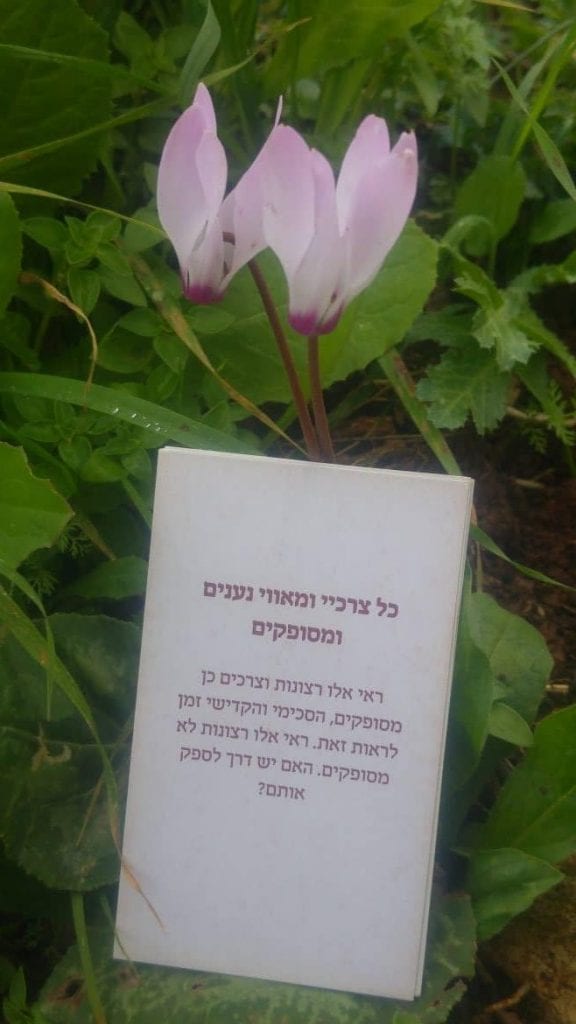 כל צרכיי ומאווי נענים
ומסופקים
ראי אלו רצונות וצרכים כן
מסופקים, הסכימי והקדישי זמן
לראות זאת. ראי אלו רצונות לא
מסופקים. האם יש דרך לספק
אותם?